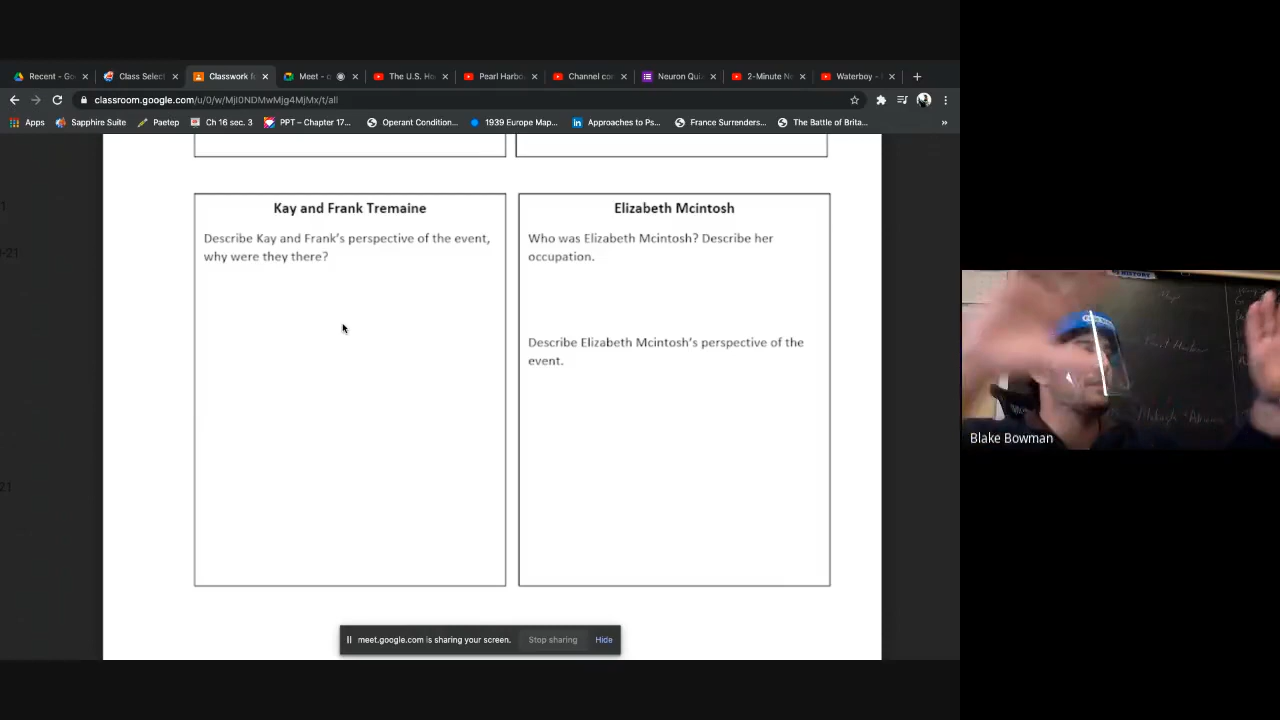 Recent - Go
Class Select
Classwork f
Meet - c
The U.S. He
Pearl Harbo
Channel co
Neuron Qui
2-Minute Ne
Waterboy -
classroom.google.com/u/0/w/MjI0NDMwMjg4MjMx/t/all
Apps
Sapphire Suite
Paetep
Ch 16 sec. 3
PPT – Chapter 17...
Operant Condition...
1939 Europe Map...
Approaches to Ps...
France Surrenders...
The Battle of Brita...
»
Kay and Frank Tremaine
Describe Kay and Frank's perspective of the event,
why were they there?
Elizabeth Mcintosh
Who was Elizabeth Mcintosh? Describe her
occupation.
Describe Elizabeth Mcintosh's perspective of the
event.
meet.google.com is sharing your screen.
Stop sharing
Hide
HISTORY
Blake Bowman